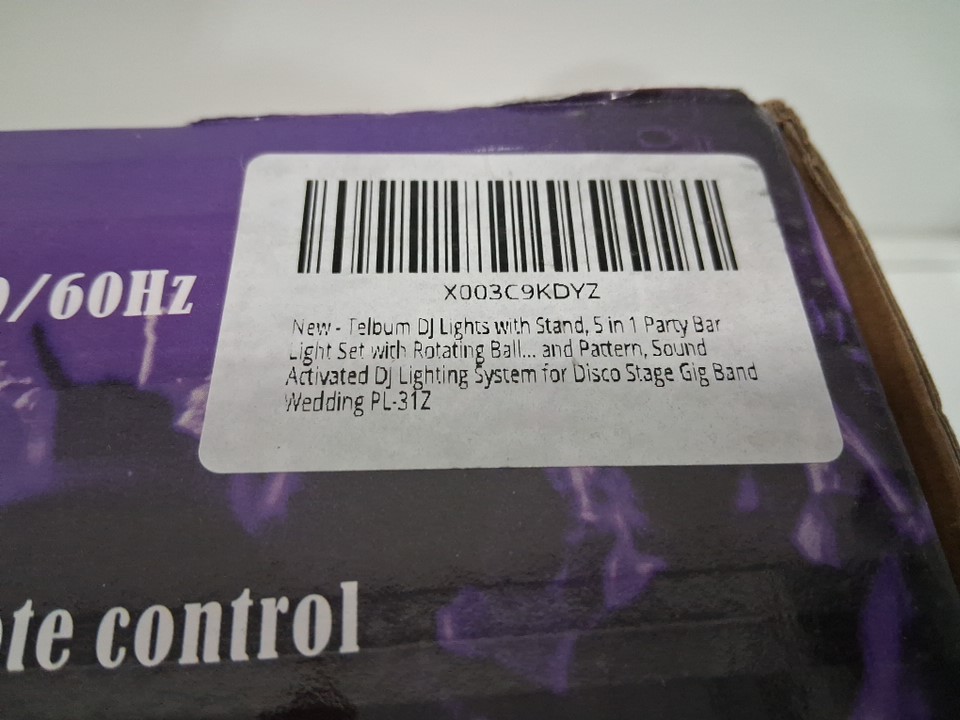 /60Hz
X003C9KDYZ
New - Telbum DJ Lights with Stand, 5 in 1 Party Bar
Light Set with Rotating Ball... and Pattern, Sound
Activated DJ Lighting System for Disco Stage Gig Band
Wedding PL-31Z
ote control